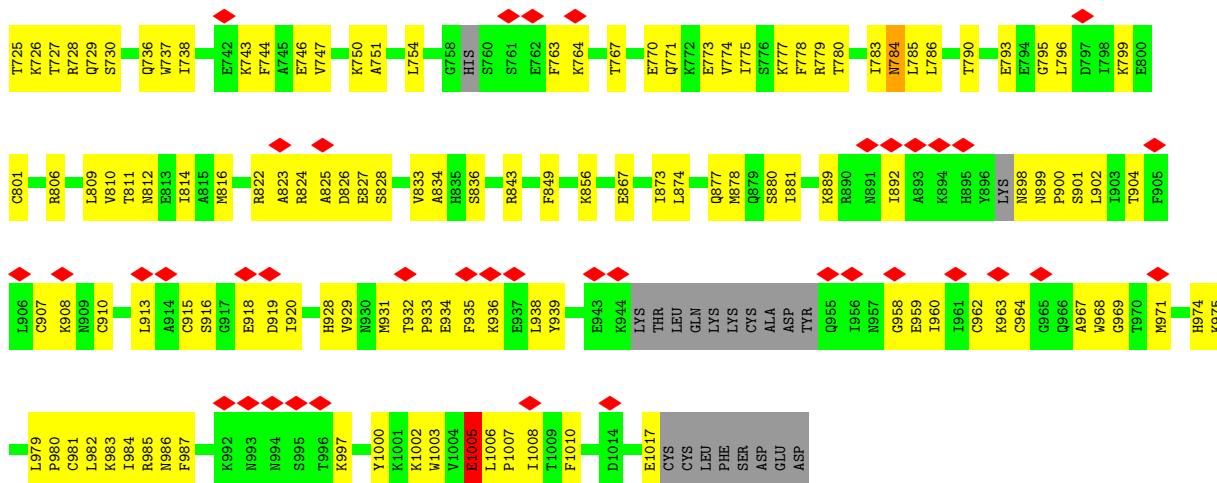 T725 K726 T727 R728 Q729 S730 Q736 W737 I738 E742 K743 F744 A745 E746 V747 K750 A751 L754 G758 HIS S760 S761 E762 F763 K764 T767 E770 Q771 K772 E773 V774 I775 S776 K777 F778 R779 T780 I783 N784 L785 L786 T790 E793 E794 G795 L796 D797 I798 K799 E800
C801 R806 L809 V810 T811 N812 E813 I814 A815 M816 R822 A823 R824 A825 D826 E827 S828 V833 A834 H835 S836 R843 F849 K856 E867 I873 L874 Q877 M878 Q879 S880 I881 K889 R890 N891 I892 A893 K894 H895 Y896 LYS N898 N899 P900 S901 L902 I903 T904 F905
L906 C907 K908 N909 C910 L913 A914 C915 S916 G917 E918 D919 I920 H928 V929 N930 M931 T932 P933 E934 F935 K936 E937 L938 Y939 E943 K944 LYS THR LEU GLN LYS LYS CYS ALA ASP TYR Q955 I956 N957 G958 E959 I960 I961 C962 K963 C964 G965 Q966 A967 W968 G969 T970 M971 H974 K975
L979 P980 C981 L982 K983 I984 R985 N986 F987 K992 N993 N994 S995 T996 K997 Y1000 K1001 K1002 W1003 V1004 E1005 L1006 P1007 I1008 T1009 F1010 D1014 E1017 CYS CYS LEU PHE SER ASP GLU ASP